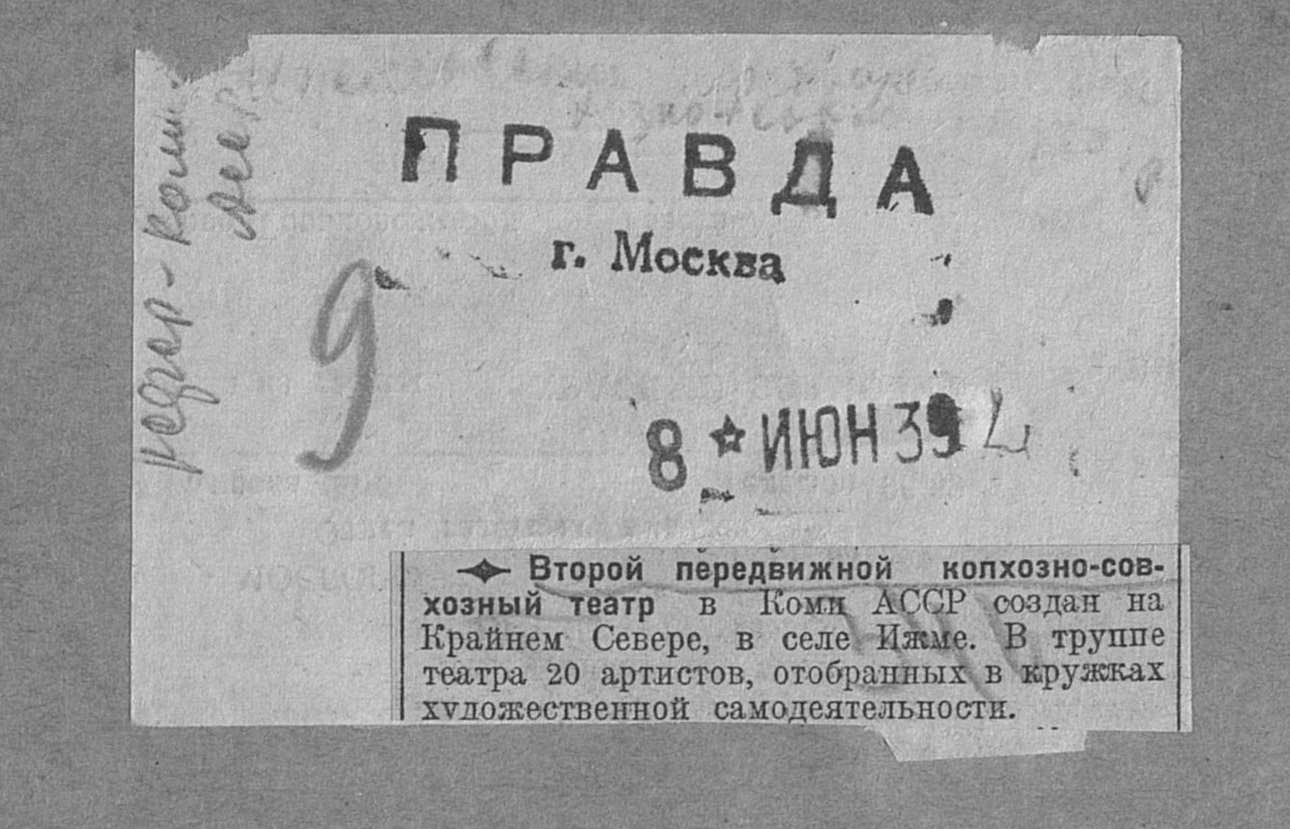 ПРАВДА
г. Москва
9
8 ИЮН 39
Второй передвижной колхозно-сов-
хозный театр в Коми АССР создан на
Крайнем Севере, в селе Ижме. В труппе
театра 20 артистов, отобранных в кружках
художественной самодеятельности.